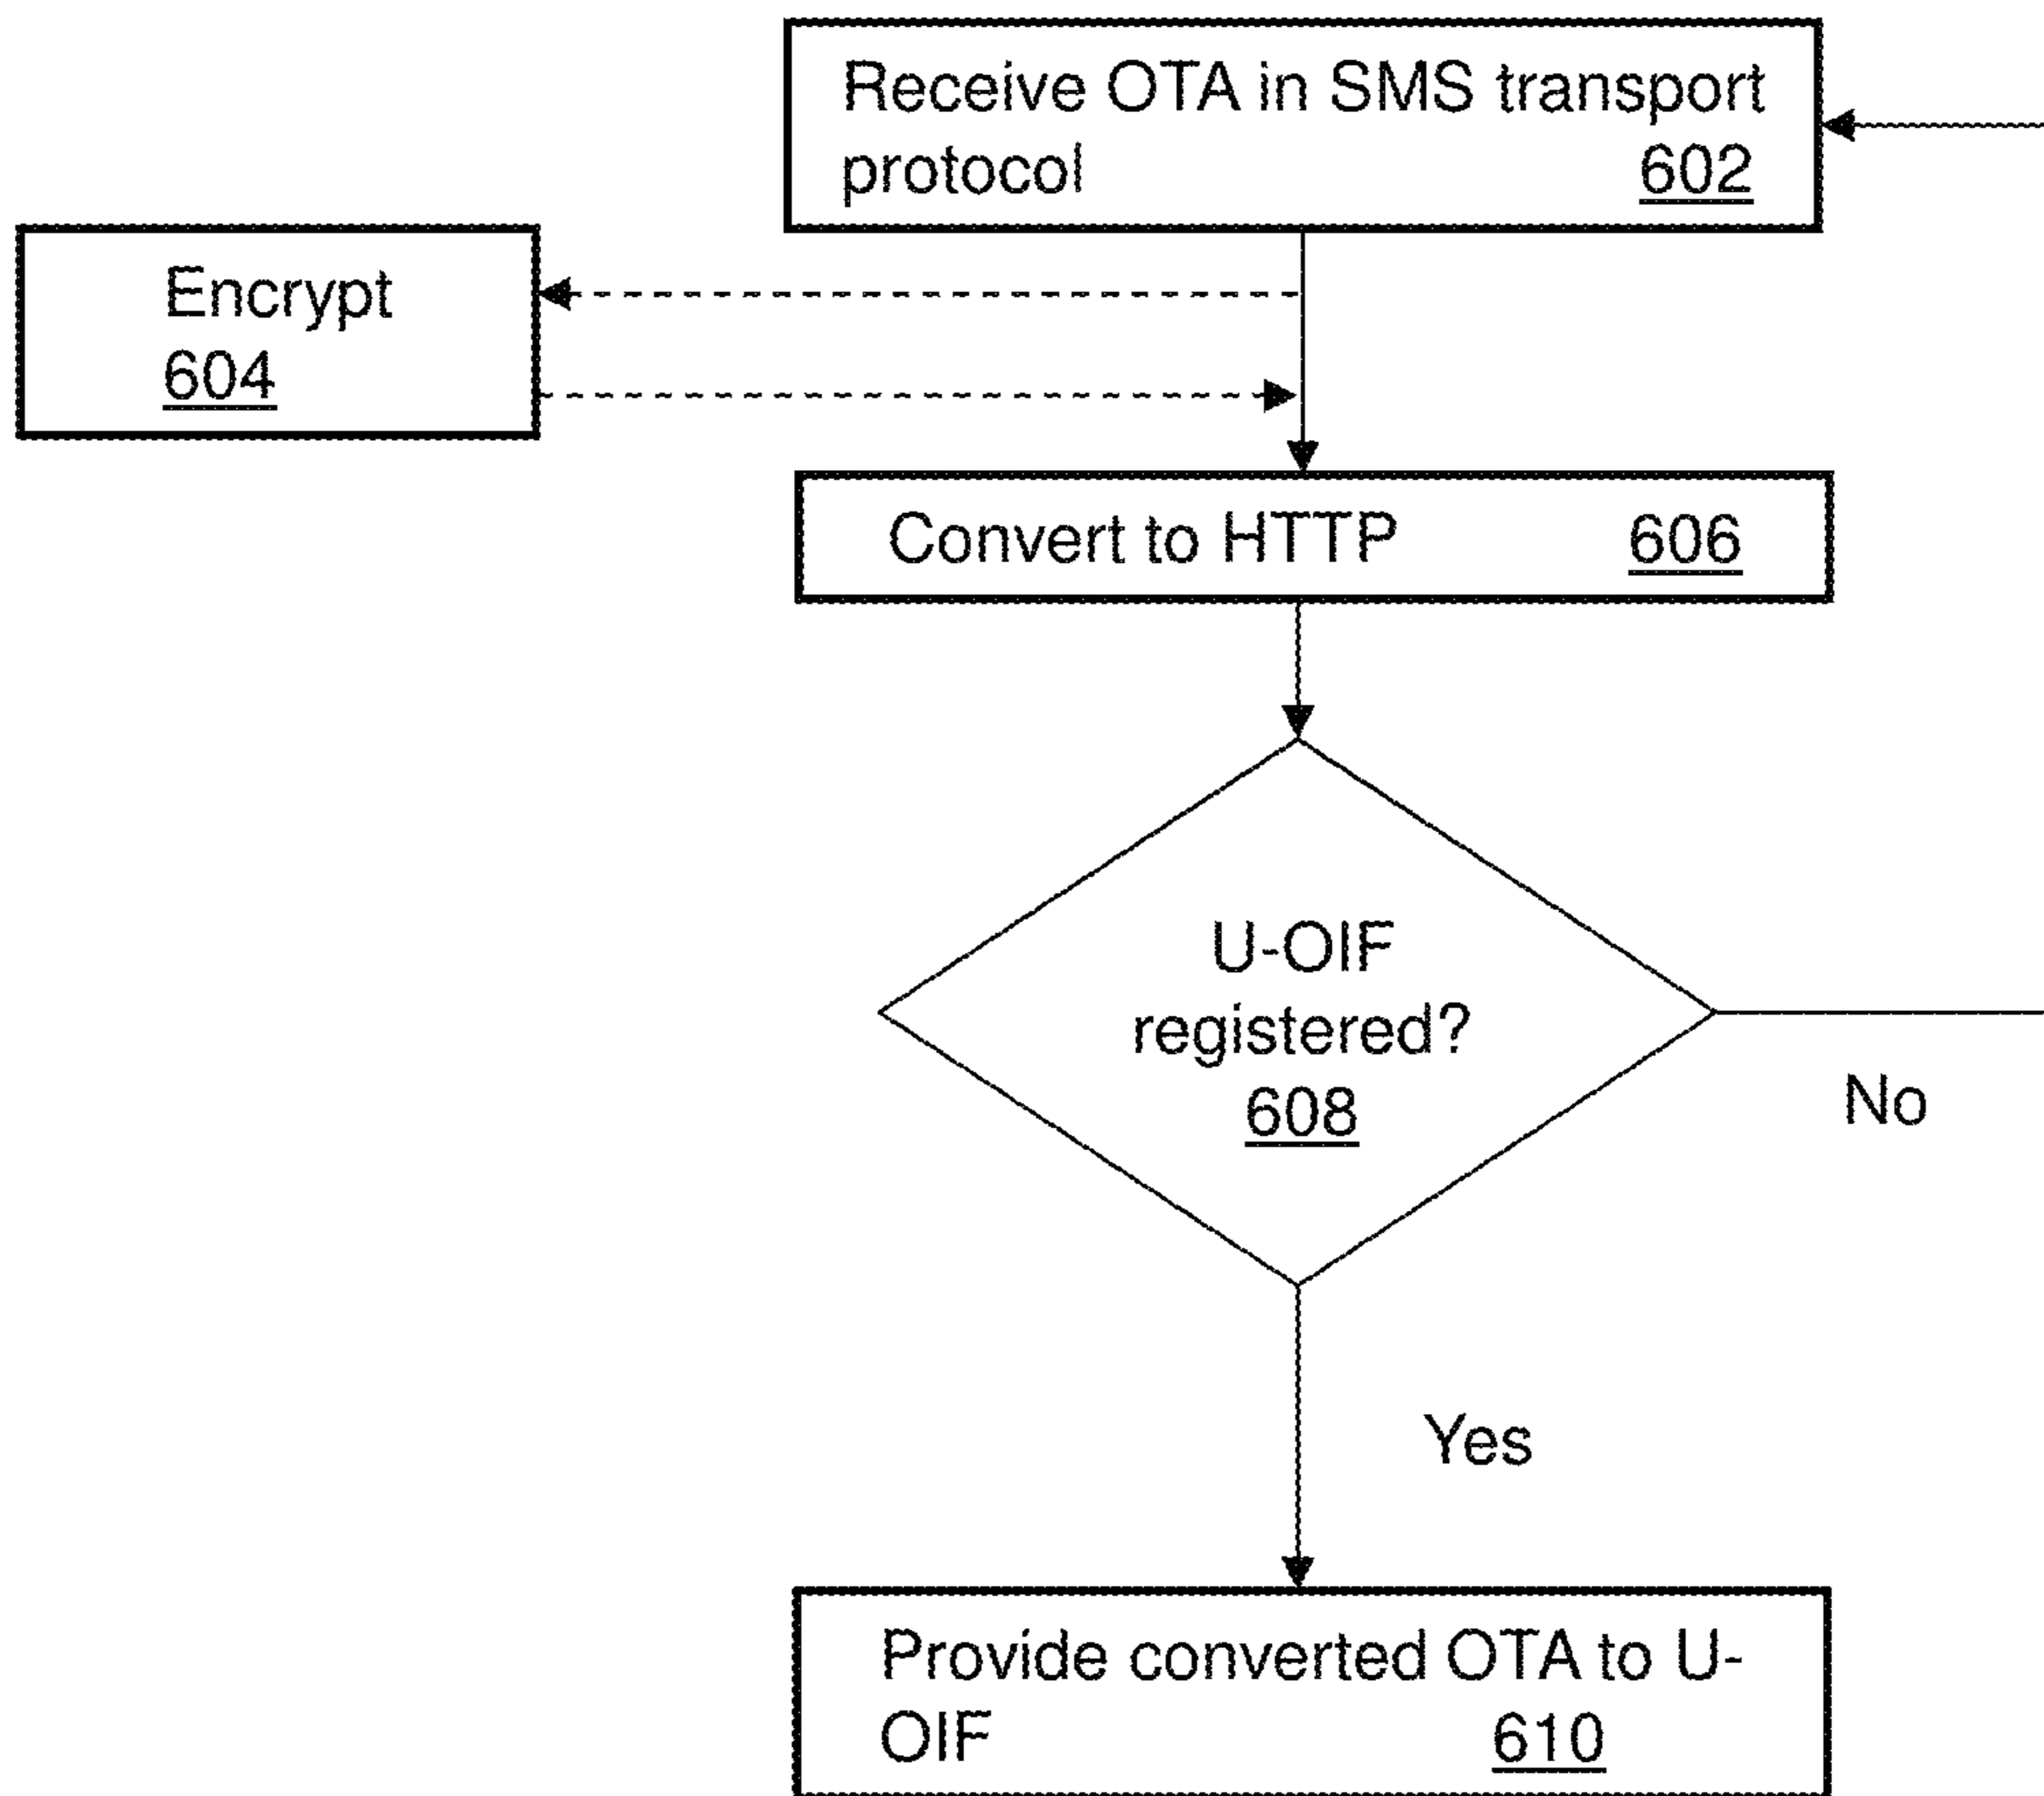 Receive OTA in SMS transport
protocol 602
Encrypt
604
Convert to HTTP 606
U-OIF
registered?
608
No
Yes
Provide converted OTA to U-
OIF 610